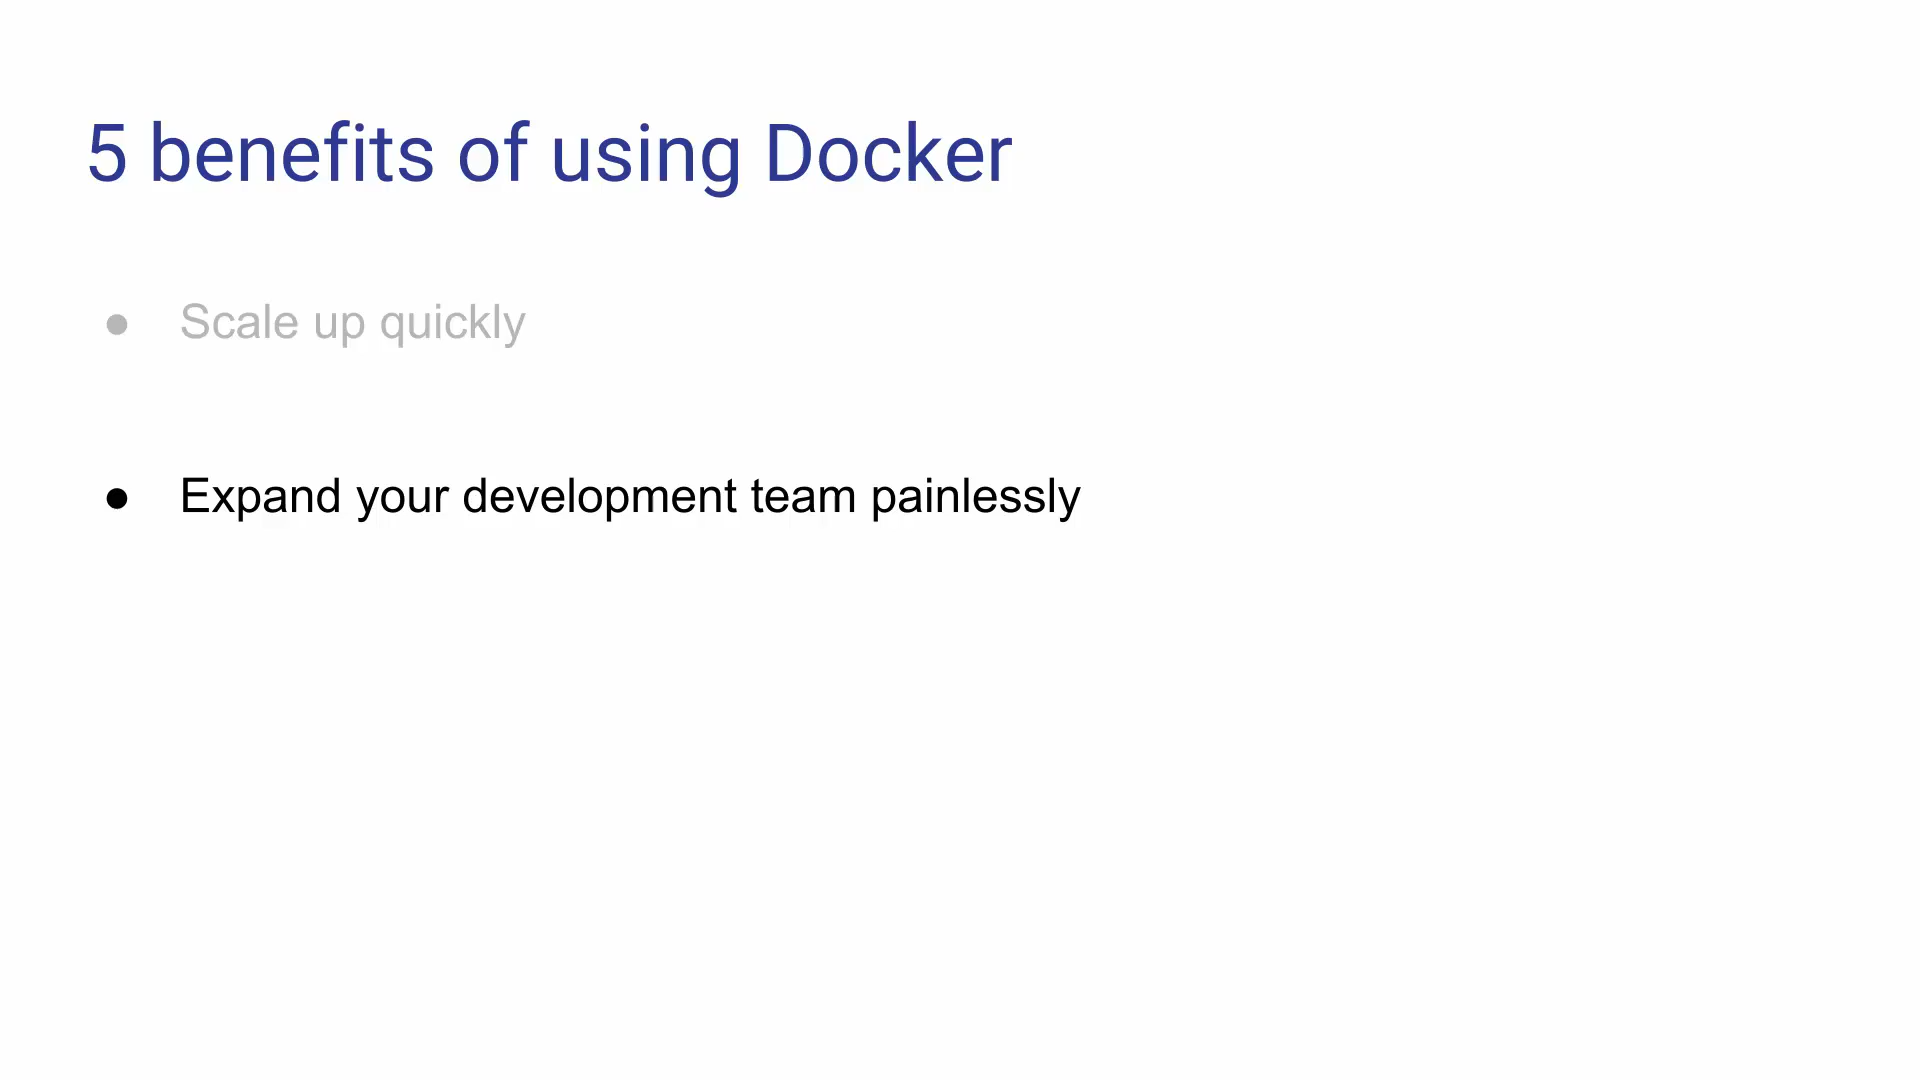 5 benefits of using Docker
● Scale up quickly
● Expand your development team painlessly